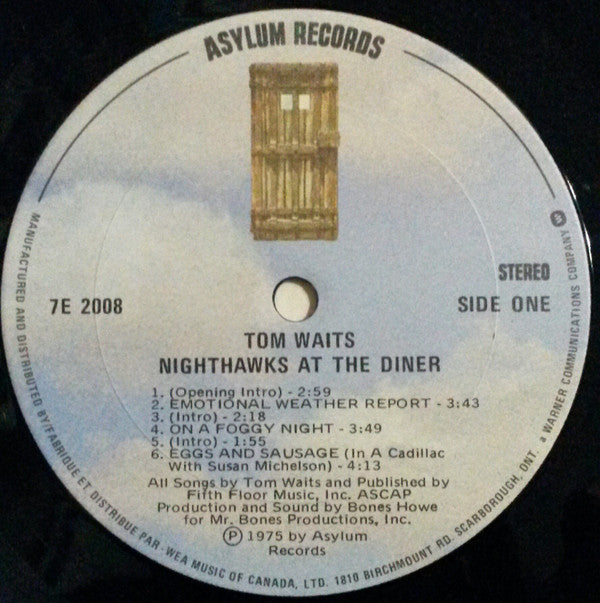 ASYLUM RECORDS
STEREO
7E 2008
SIDE ONE
TOM WAITS
NIGHTHAWKS AT THE DINER
1. (Opening Intro) - 2:59
2. EMOTIONAL WEATHER REPORT - 3:43
3. (Intro) - 2:18
4. ON A FOGGY NIGHT - 3:49
5. (Intro) - 1:55
6. EGGS AND SAUSAGE (In A Cadillac
With Susan Michelson) - 4:13
All Songs by Tom Waits and Published by
Fifth Floor Music, Inc. ASCAP
Production and Sound by Bones Howe
for Mr. Bones Productions, Inc.
Ⓟ 1975 by Asylum
Records
MANUFACTURED AND DISTRIBUTED BY/FABRIQUE ET, DISTRIBUE PAR - WEA MUSIC OF CANADA, LTD. 1810 BIRCHMOUNT RD. SCARBOROUGH, ONT. a WARNER COMMUNICATIONS COMPANY